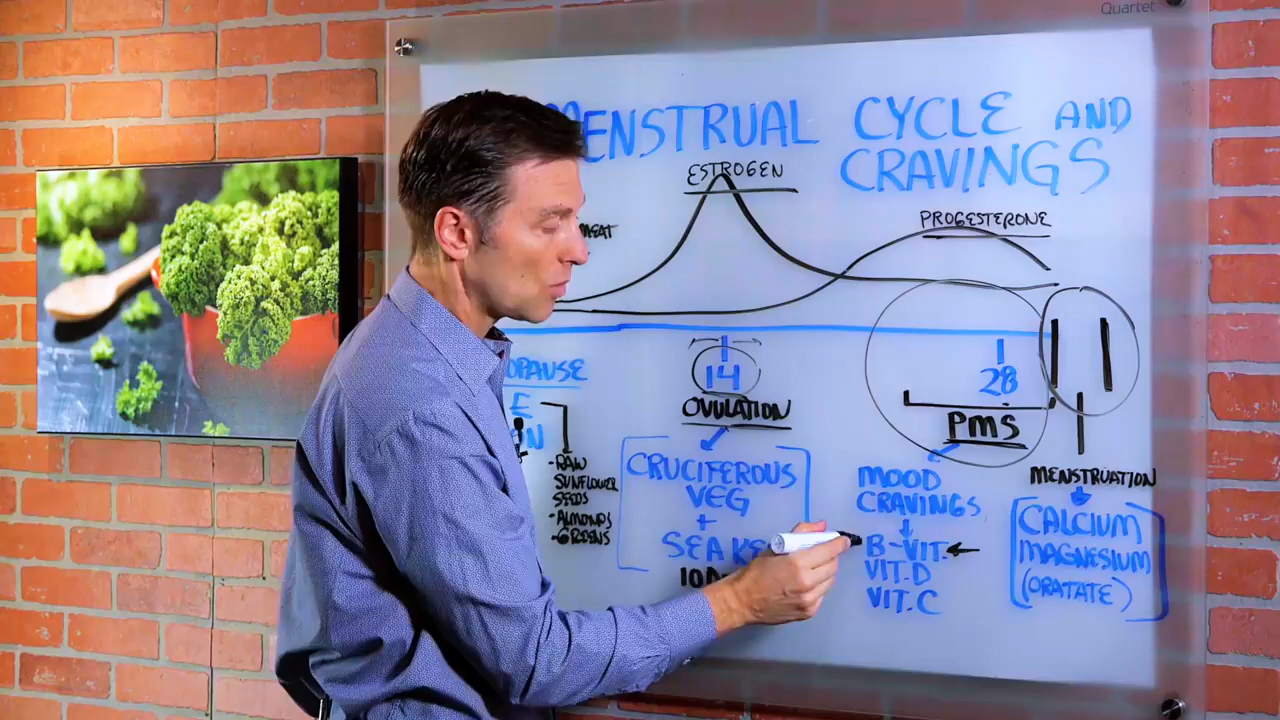 Quartet
MENSTRUAL CYCLE AND
CRAVINGS
ESTROGEN
PROGESTERONE
14
OVULATION
28
PMS
MENSTRUATION
-RAW
SUNFLOWER
SEEDS
-ALMONDS
-GREENS
CRUCIFEROUS
VEG
+
SEA
MOOD
CRAVINGS
B-VIT.
VIT.D
VIT.C
CALCIUM
MAGNESIUM
(ORATATE)